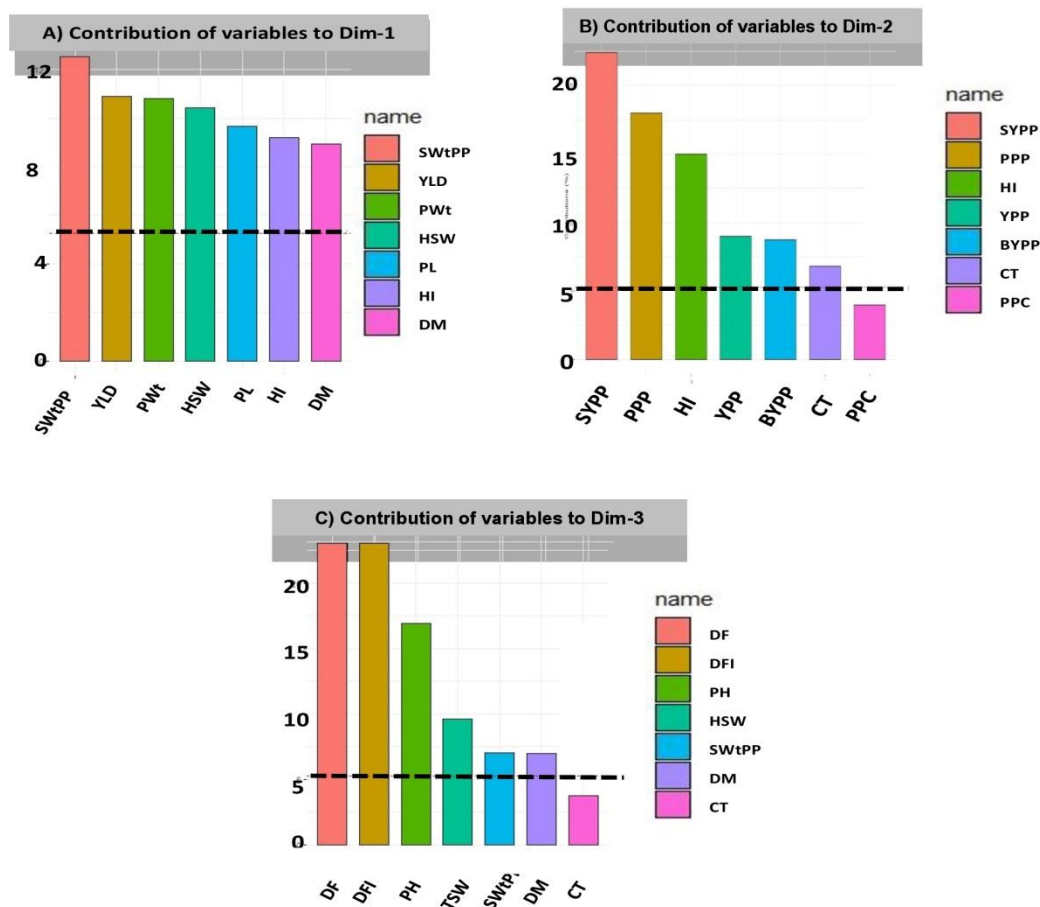 A) Contribution of variables to Dim-1
12
8
4
0
SWtPP YLD PWt HSW PL HI DM
name
SWtPP
YLD
PWt
HSW
PL
HI
DM
B) Contribution of variables to Dim-2
20
15
10
5
0
SYPP PPP HI YPP BYPP CT PPC
name
SYPP
PPP
HI
YPP
BYPP
CT
PPC
C) Contribution of variables to Dim-3
20
15
10
5
0
DF DFI PH TSW DM CT
name
DF
DFI
PH
HSW
SWtPP
DM
CT